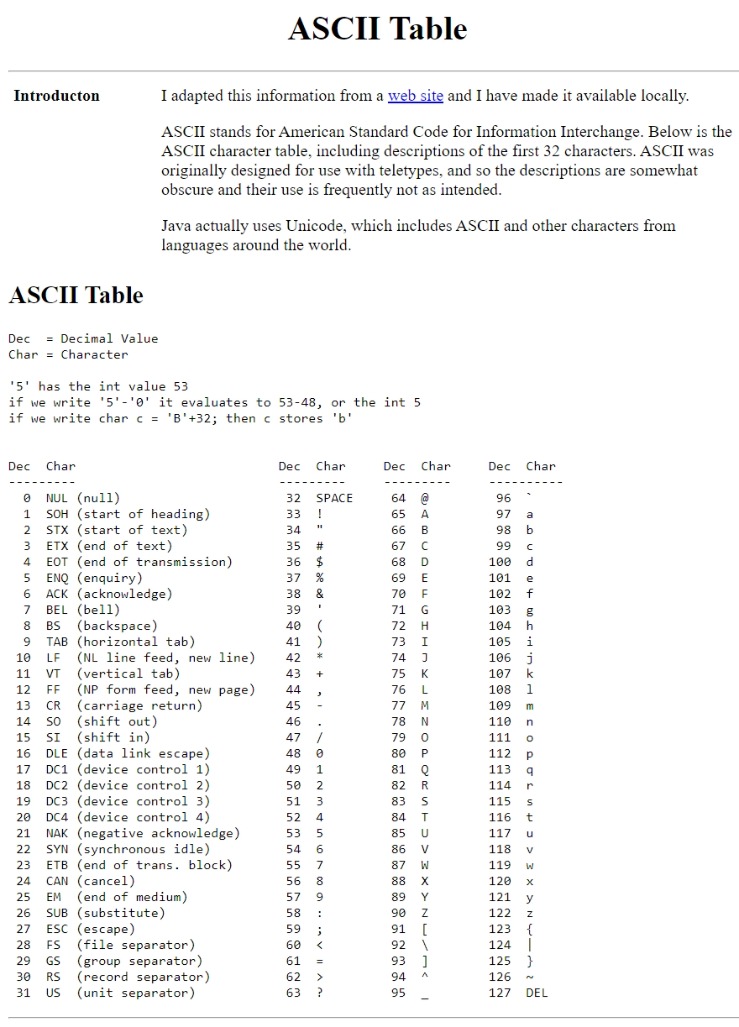 ASCII Table
Introducton I adapted this information from a web site and I have made it available locally.
ASCII stands for American Standard Code for Information Interchange. Below is the
ASCII character table, including descriptions of the first 32 characters. ASCII was
originally designed for use with teletypes, and so the descriptions are somewhat
obscure and their use is frequently not as intended.
Java actually uses Unicode, which includes ASCII and other characters from
languages around the world.
ASCII Table
Dec  = Decimal Value
Char = Character
'5' has the int value 53
if we write '5'-'0' it evaluates to 53-48, or the int 5
if we write char c = 'B'+32; then c stores 'b'
Dec  Char                           Dec  Char     Dec  Char     Dec  Char
---------                           ---------     ---------     ----------
  0  NUL (null)                      32  SPACE     64  @         96  `
  1  SOH (start of heading)          33  !         65  A         97  a
  2  STX (start of text)             34  "         66  B         98  b
  3  ETX (end of text)               35  #         67  C         99  c
  4  EOT (end of transmission)       36  $         68  D        100  d
  5  ENQ (enquiry)                   37  %         69  E        101  e
  6  ACK (acknowledge)               38  &         70  F        102  f
  7  BEL (bell)                      39  '         71  G        103  g
  8  BS  (backspace)                 40  (         72  H        104  h
  9  TAB (horizontal tab)            41  )         73  I        105  i
 10  LF  (NL line feed, new line)    42  *         74  J        106  j
 11  VT  (vertical tab)              43  +         75  K        107  k
 12  FF  (NP form feed, new page)    44  ,         76  L        108  l
 13  CR  (carriage return)           45  -         77  M        109  m
 14  SO  (shift out)                 46  .         78  N        110  n
 15  SI  (shift in)                  47  /         79  O        111  o
 16  DLE (data link escape)          48  0         80  P        112  p
 17  DC1 (device control 1)          49  1         81  Q        113  q
 18  DC2 (device control 2)          50  2         82  R        114  r
 19  DC3 (device control 3)          51  3         83  S        115  s
 20  DC4 (device control 4)          52  4         84  T        116  t
 21  NAK (negative acknowledge)      53  5         85  U        117  u
 22  SYN (synchronous idle)          54  6         86  V        118  v
 23  ETB (end of trans. block)       55  7         87  W        119  w
 24  CAN (cancel)                    56  8         88  X        120  x
 25  EM  (end of medium)             57  9         89  Y        121  y
 26  SUB (substitute)                58  :         90  Z        122  z
 27  ESC (escape)                    59  ;         91  [        123  {
 28  FS  (file separator)            60  <         92  \        124  |
 29  GS  (group separator)           61  =         93  ]        125  }
 30  RS  (record separator)          62  >         94  ^        126  ~
 31  US  (unit separator)            63  ?         95  _        127  DEL